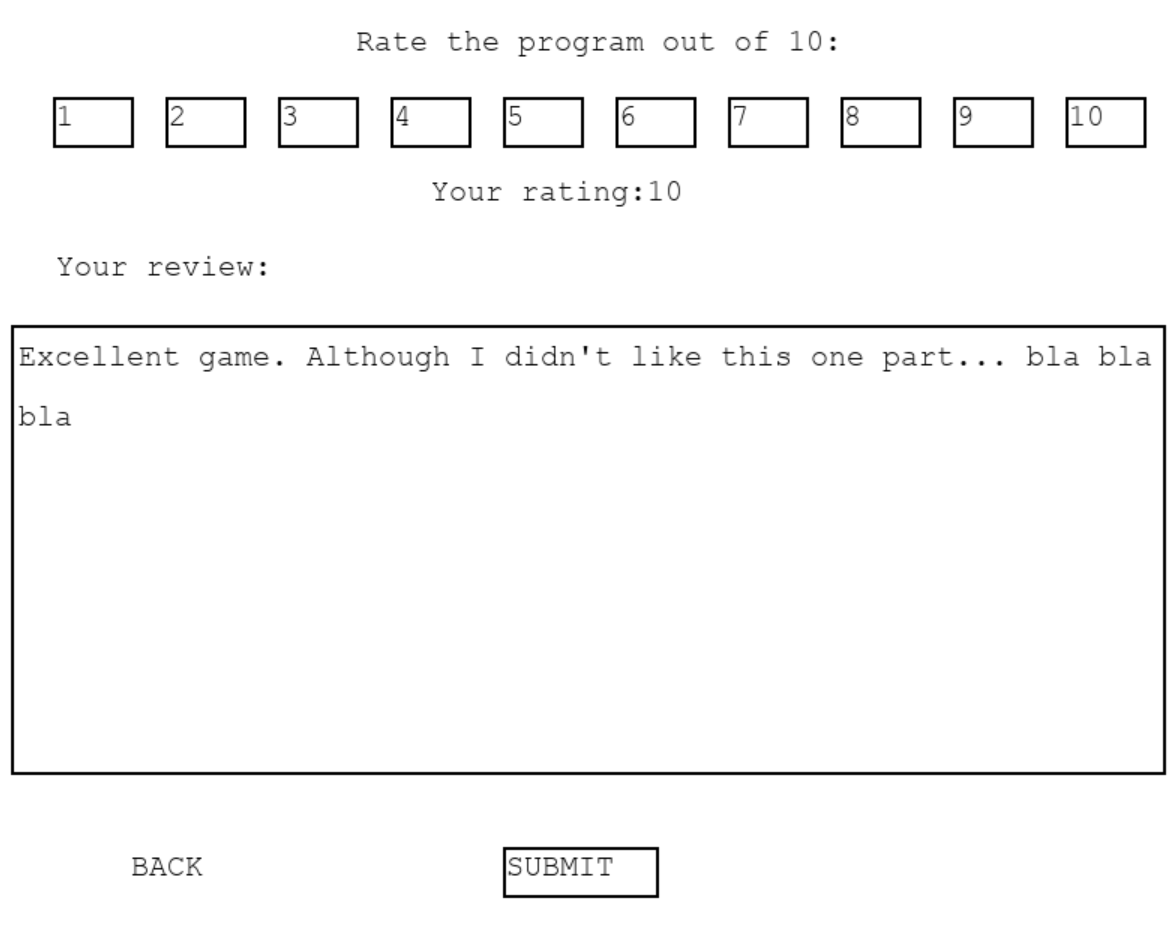 Rate the program out of 10:
1 2 3 4 5 6 7 8 9 10
Your rating:10
Your review:
Excellent game. Although I didn't like this one part... bla bla
bla
BACK SUBMIT